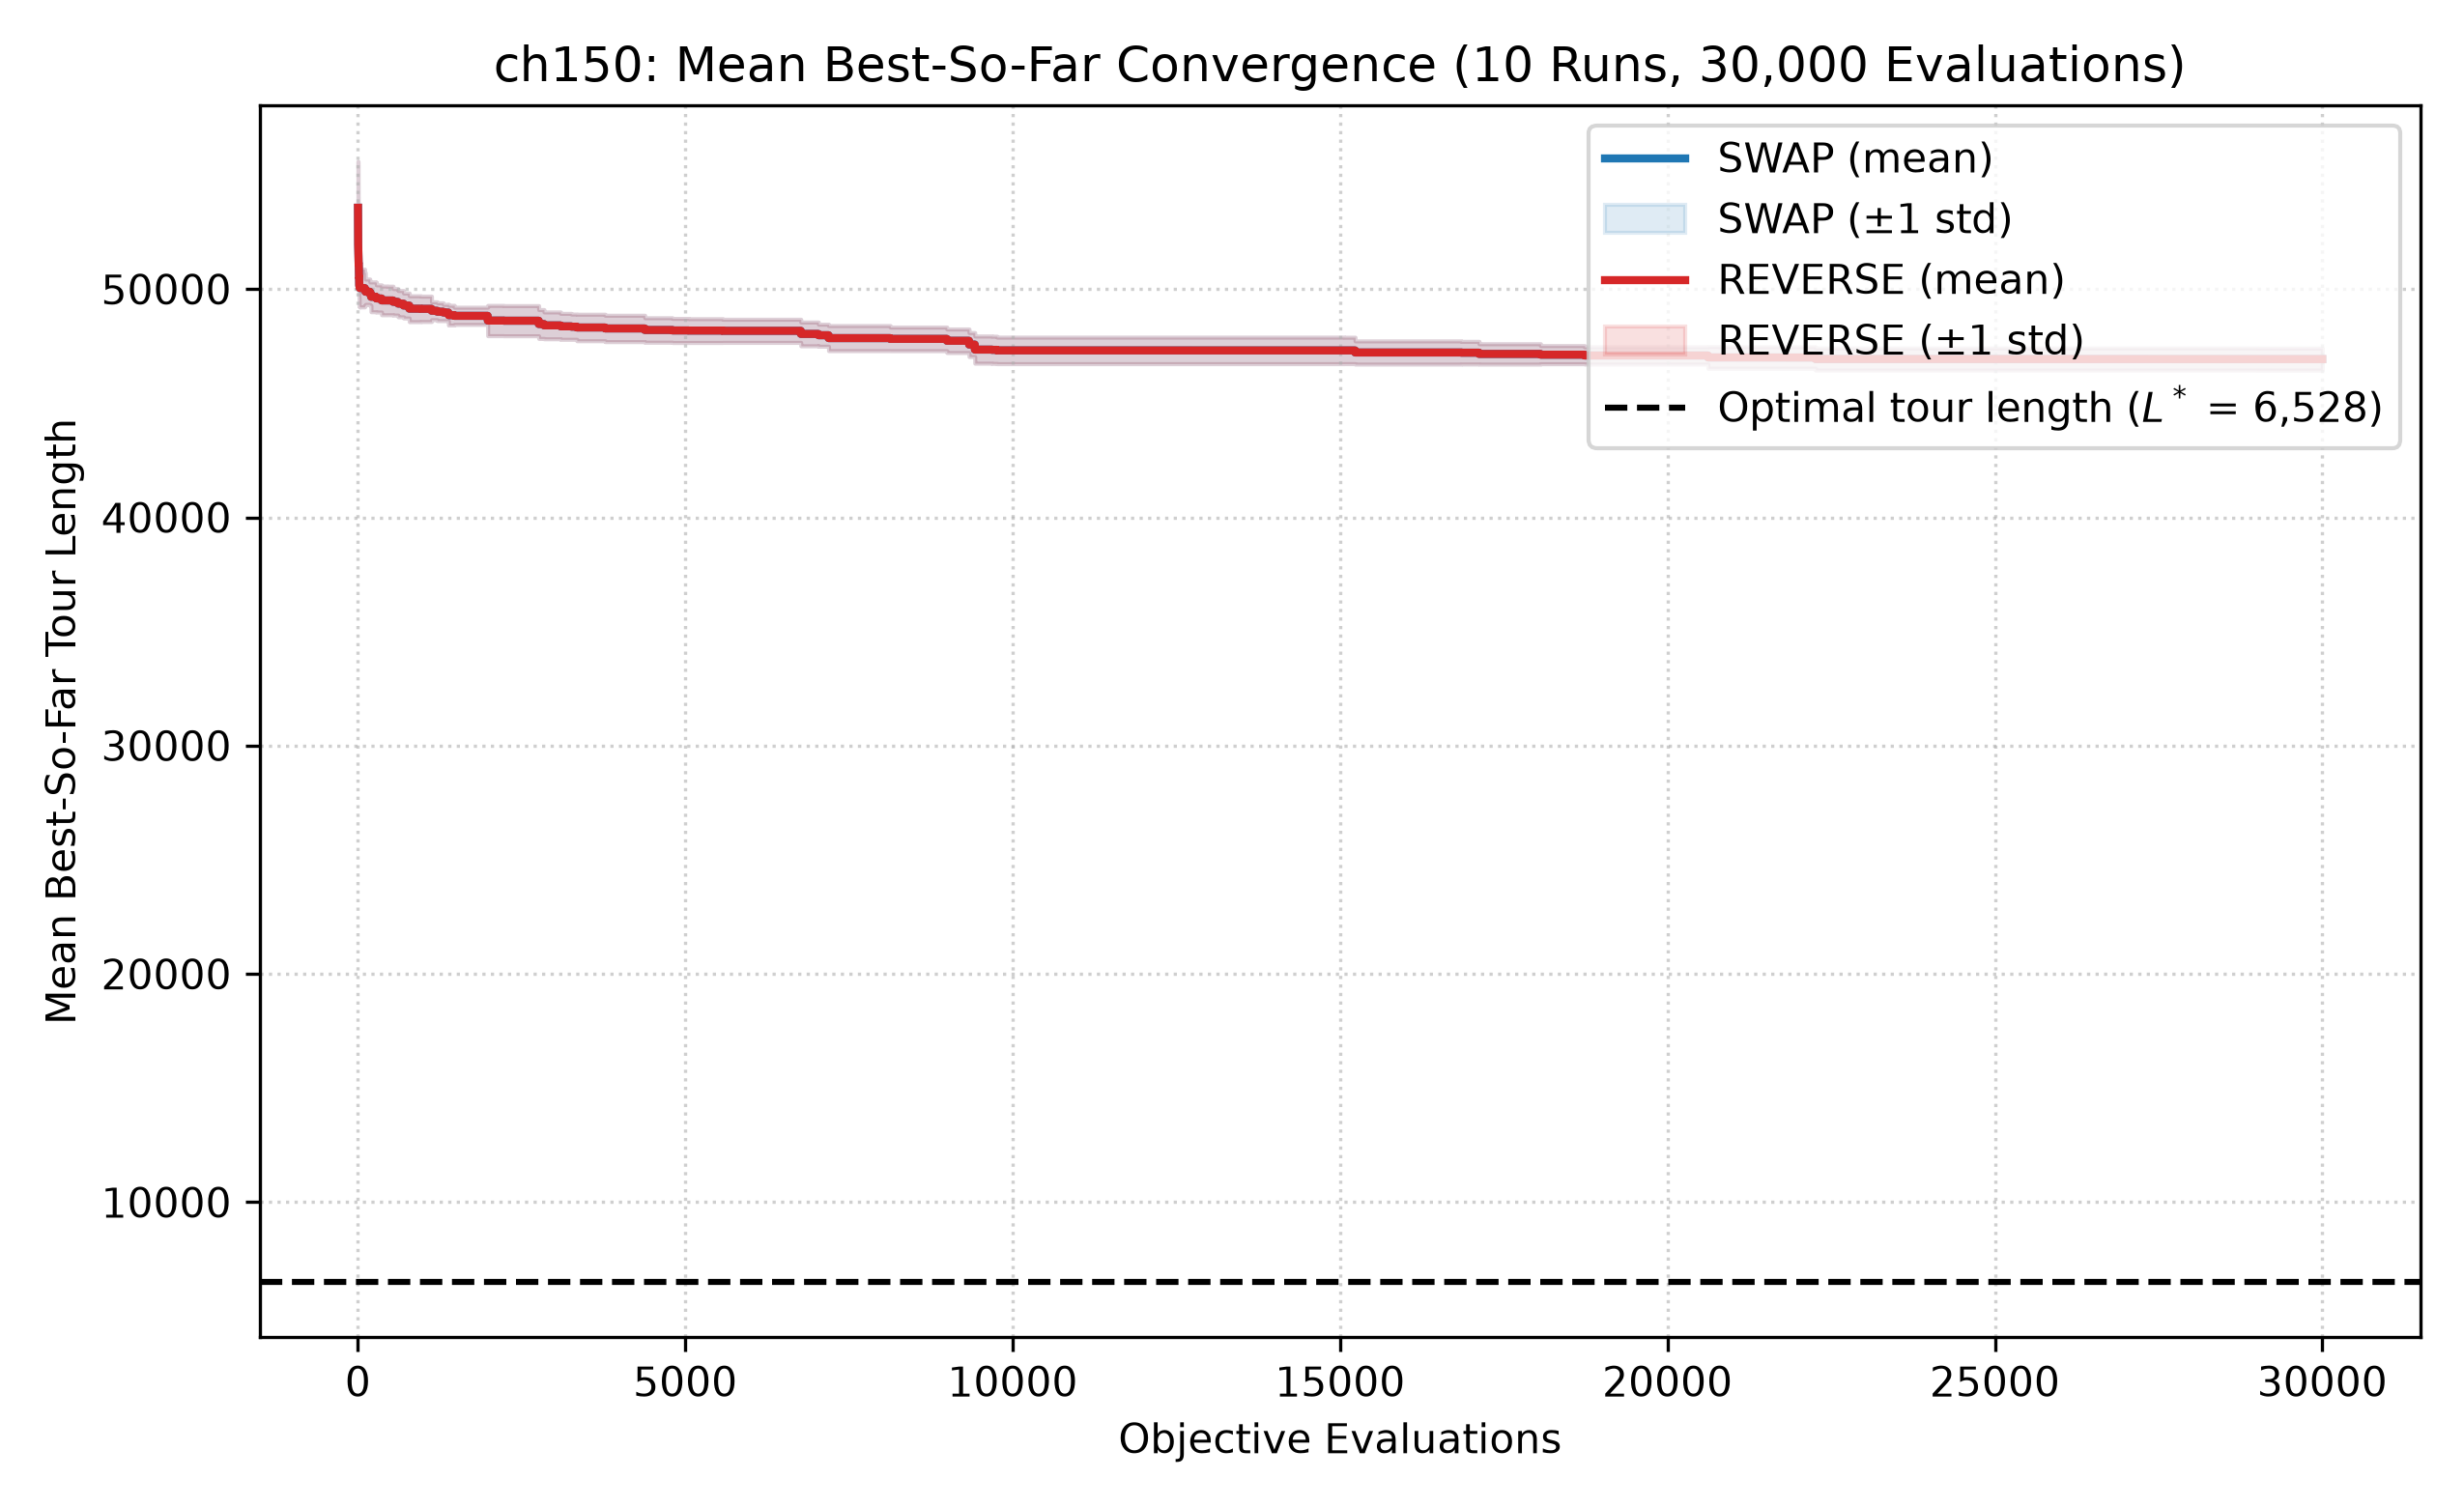 ch150: Mean Best-So-Far Convergence (10 Runs, 30,000 Evaluations)
SWAP (mean)
SWAP (±1 std)
REVERSE (mean)
REVERSE (±1 std)
Optimal tour length (L* = 6,528)
Mean Best-So-Far Tour Length
50000
40000
30000
20000
10000
0 5000 10000 15000 20000 25000 30000
Objective Evaluations